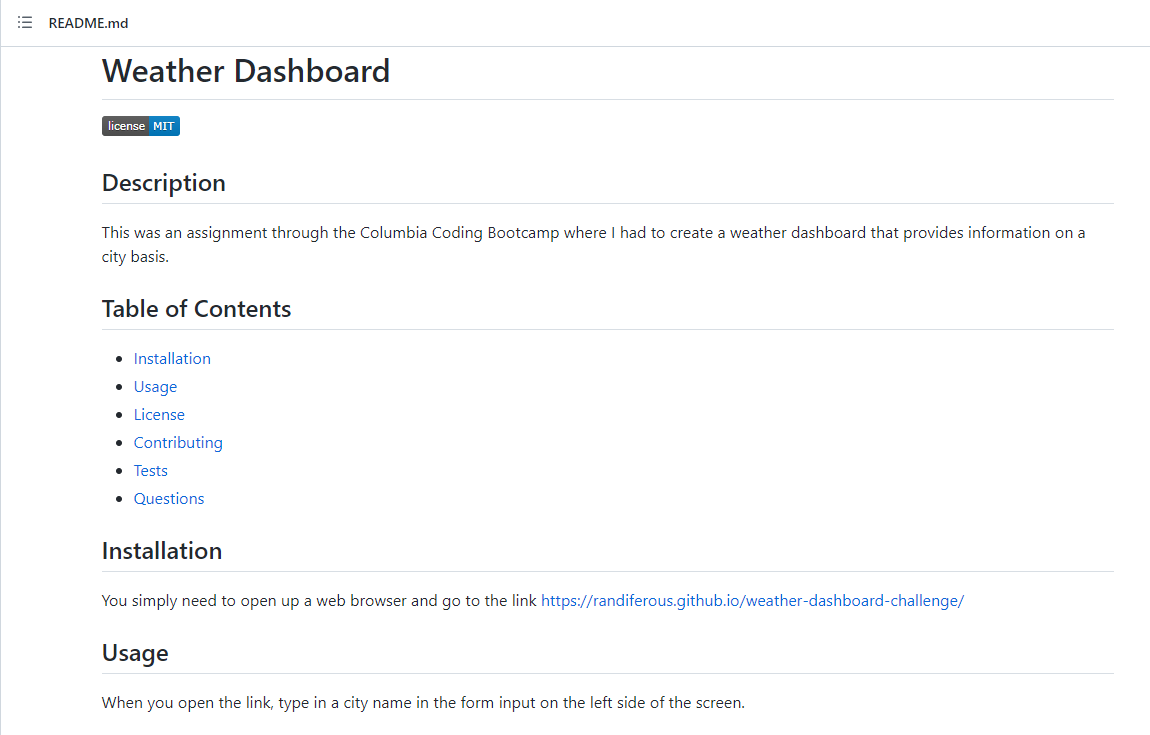 README.md
Weather Dashboard
license MIT
Description
This was an assignment through the Columbia Coding Bootcamp where I had to create a weather dashboard that provides information on a
city basis.
Table of Contents
Installation
Usage
License
Contributing
Tests
Questions
Installation
You simply need to open up a web browser and go to the link https://randiferous.github.io/weather-dashboard-challenge/
Usage
When you open the link, type in a city name in the form input on the left side of the screen.